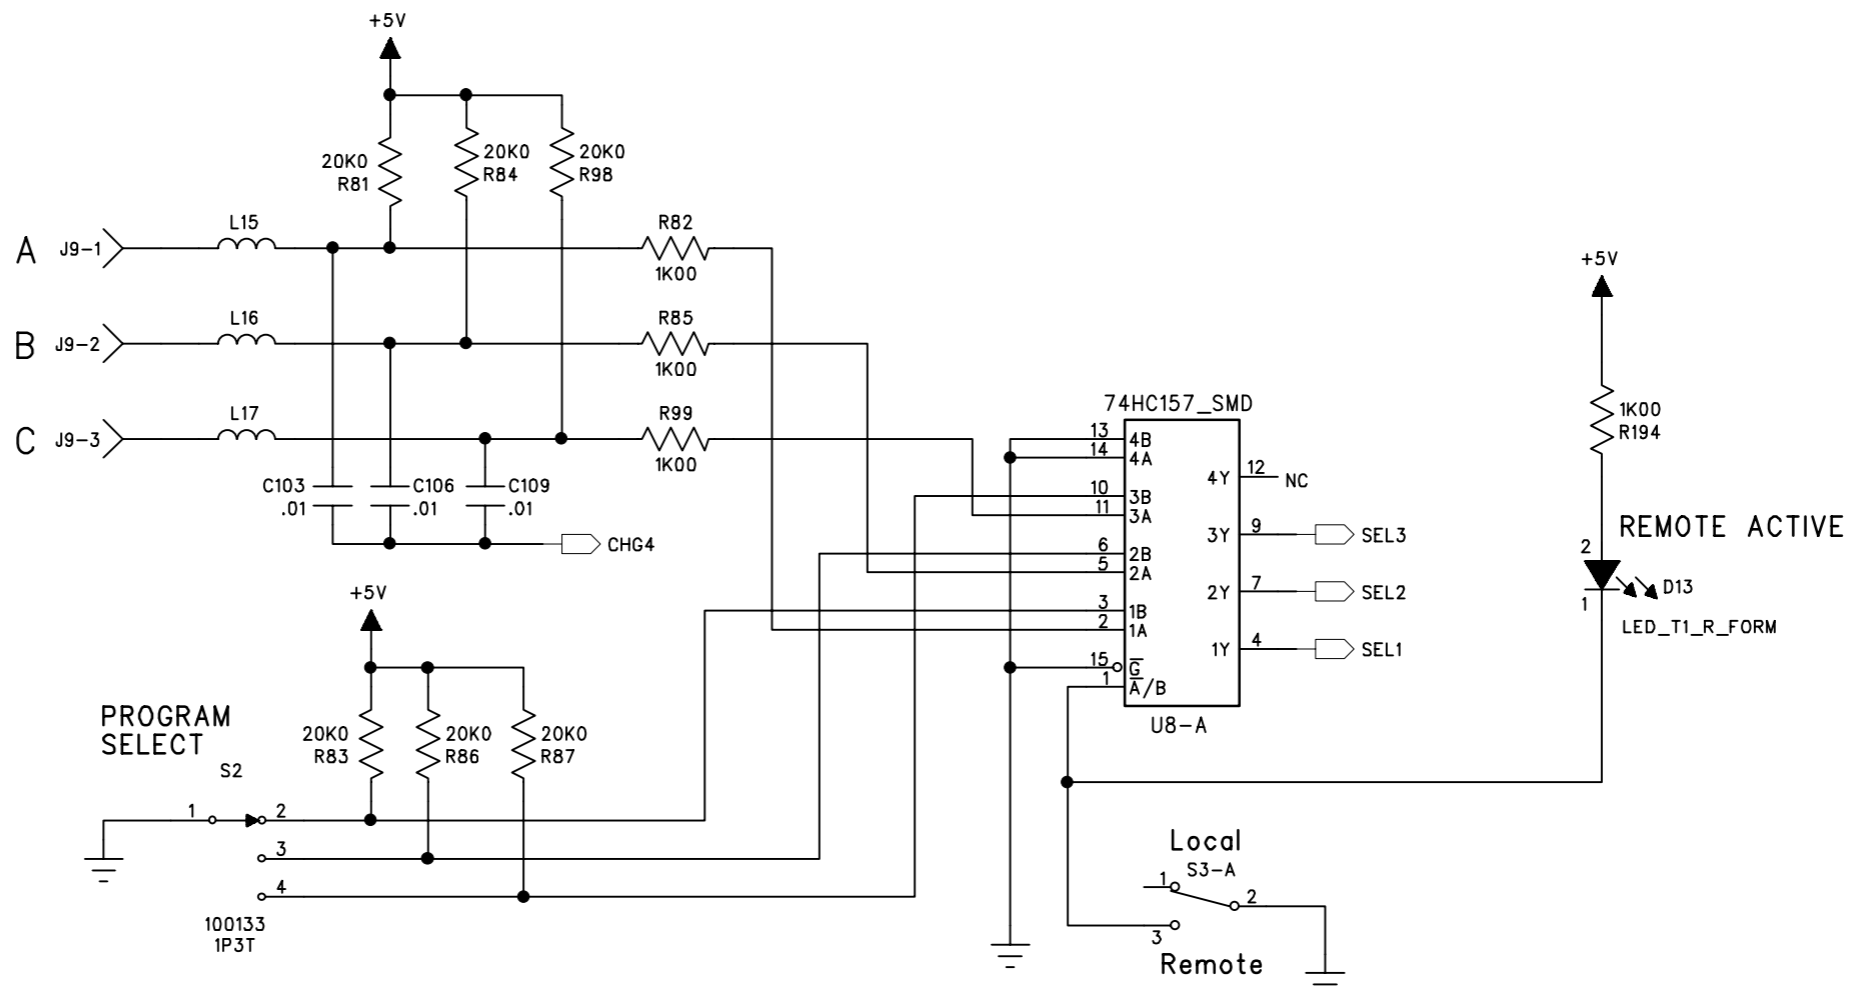 +5V
20K0
R81
20K0
R84
20K0
R98
A
J9-1
L15
R82
1K00
B
J9-2
L16
R85
1K00
C
J9-3
L17
R99
1K00
C103
.01
C106
.01
C109
.01
CHG4
+5V
20K0
R83
20K0
R86
20K0
R87
PROGRAM
SELECT
S2
1
2
3
4
100133
1P3T
74HC157_SMD
13
4B
14
4A
10
3B
11
3A
6
2B
5
2A
3
1B
2
1A
15
G̅
1
A̅/B
4Y
12
NC
3Y
9
SEL3
2Y
7
SEL2
1Y
4
SEL1
U8-A
+5V
1K00
R194
REMOTE ACTIVE
2
D13
1
LED_T1_R_FORM
Local
S3-A
1
2
3
Remote